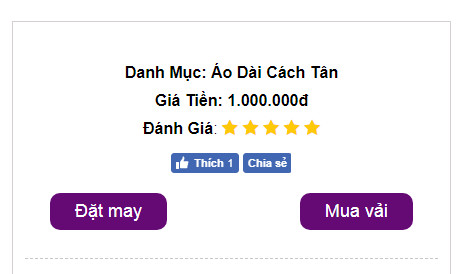 Danh Mục: Áo Dài Cách Tân
Giá Tiền: 1.000.000đ
Đánh Giá:
Thích 1 Chia sẻ
Đặt may Mua vải